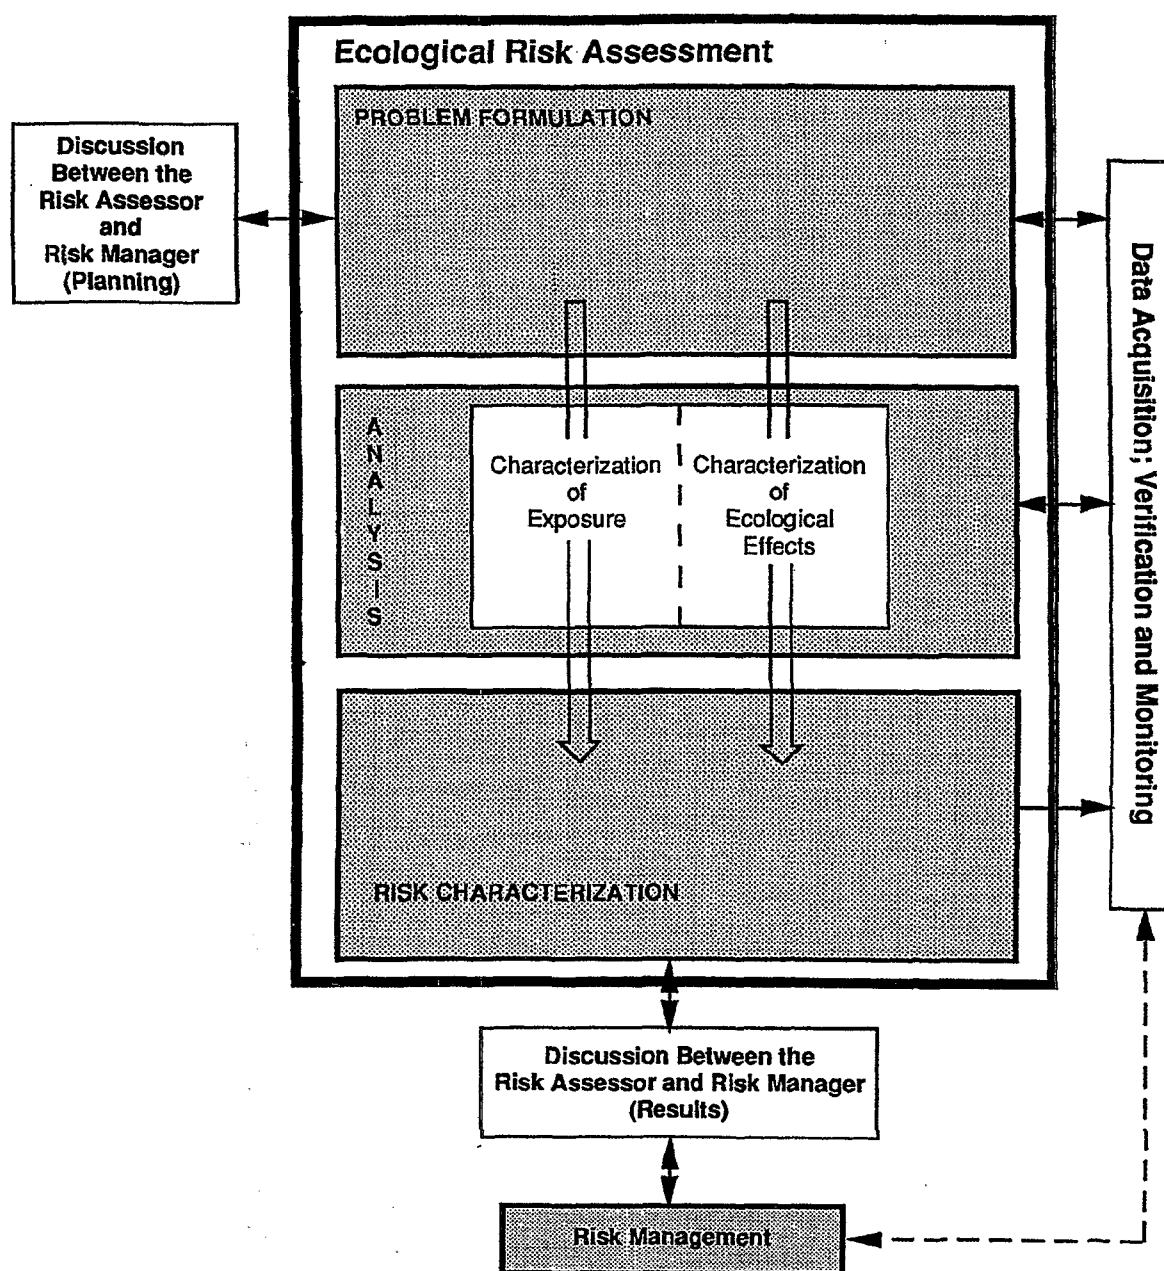 Ecological Risk Assessment
PROBLEM FORMULATION
Discussion
Between the
Risk Assessor
and
Risk Manager
(Planning)
ANALYSIS
Characterization
of
Exposure
Characterization
of
Ecological
Effects
Data Acquisition; Verification and Monitoring
RISK CHARACTERIZATION
Discussion Between the
Risk Assessor and Risk Manager
(Results)
Risk Management